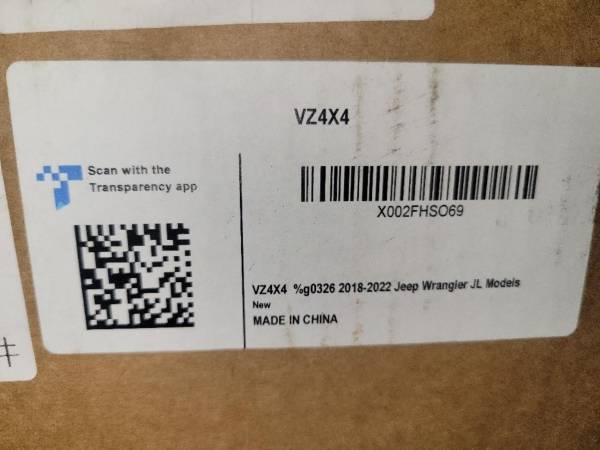 VZ4X4
Scan with the
Transparency app
X002FHSO69
VZ4X4 %g0326 2018-2022 Jeep Wrangler JL Models
New
MADE IN CHINA
#